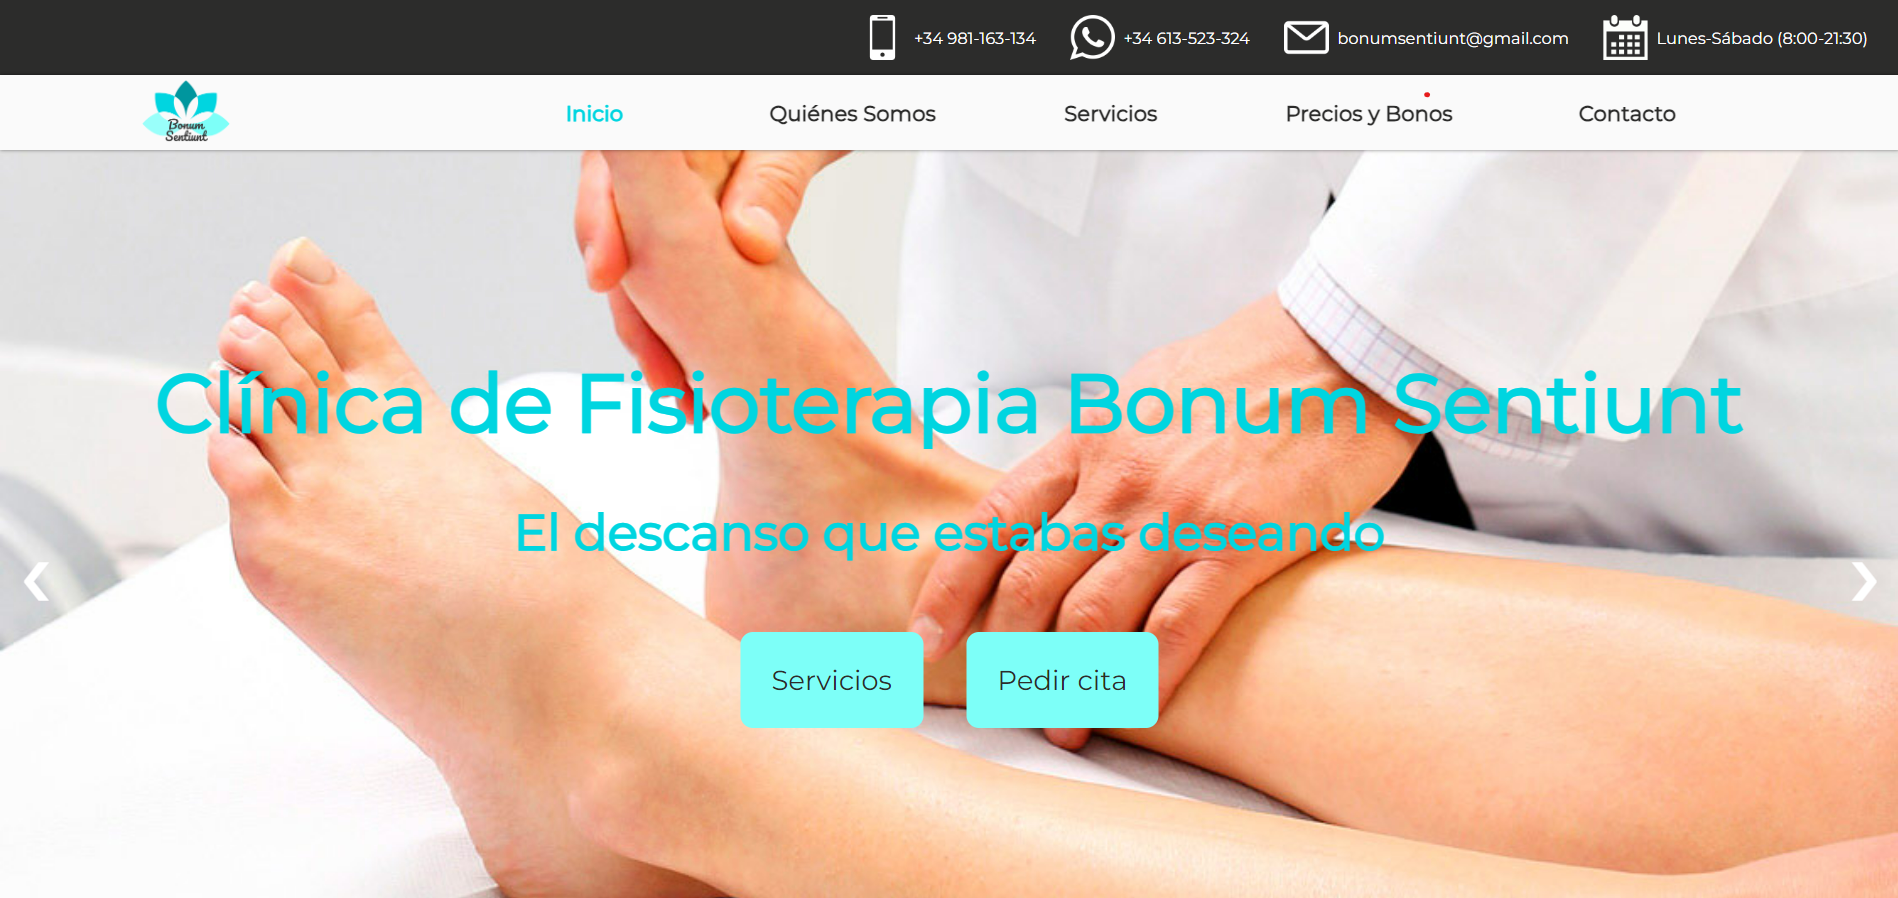 +34 981-163-134
+34 613-523-324
bonumsentiunt@gmail.com
Lunes-Sábado (8:00-21:30)
Bonum
Sentiunt
Inicio
Quiénes Somos
Servicios
Precios y Bonos
Contacto
Clínica de Fisioterapia Bonum Sentiunt
El descanso que estabas deseando
Servicios
Pedir cita